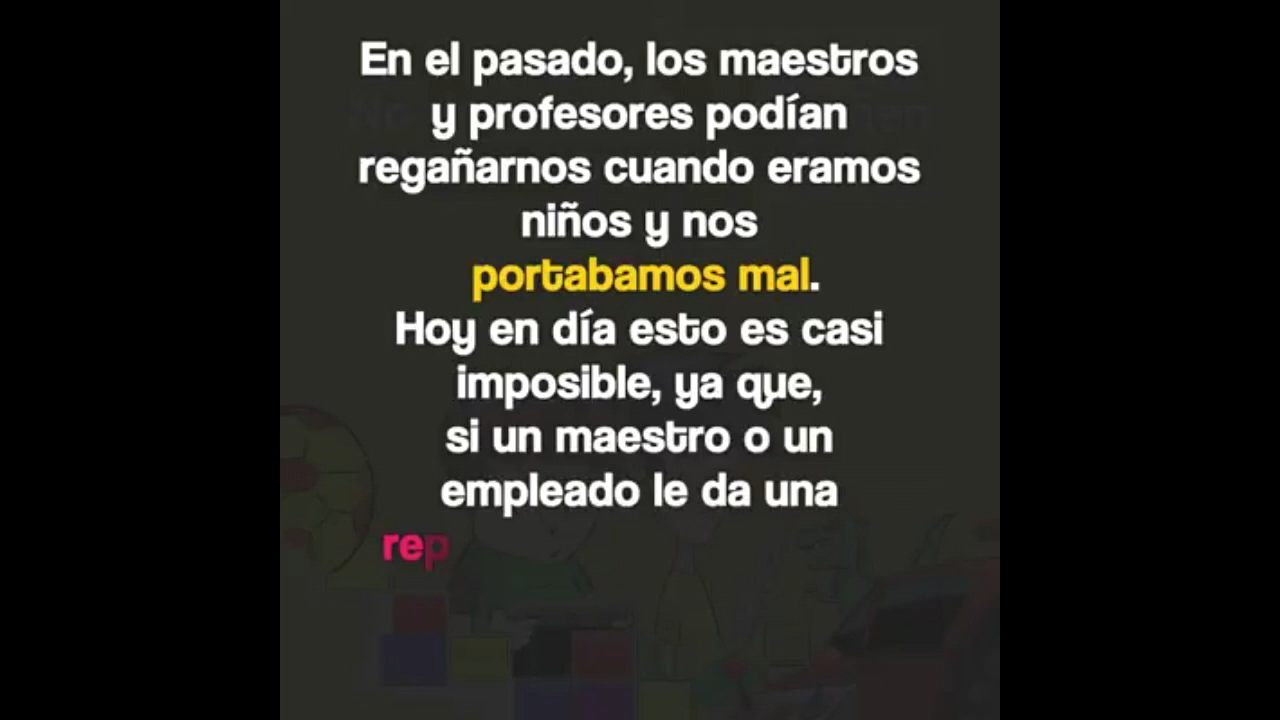 En el pasado, los maestros
y profesores podían
regañarnos cuando eramos
niños y nos
portabamos mal.
Hoy en día esto es casi
imposible, ya que,
si un maestro o un
empleado le da una
rep